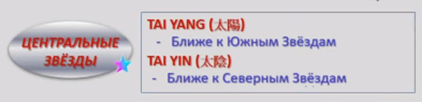 ЦЕНТРАЛЬНЫЕ
ЗВЁЗДЫ
TAI YANG (太陽)
- Ближе к Южным Звёздам
TAI YIN (太陰)
- Ближе к Северным Звёздам